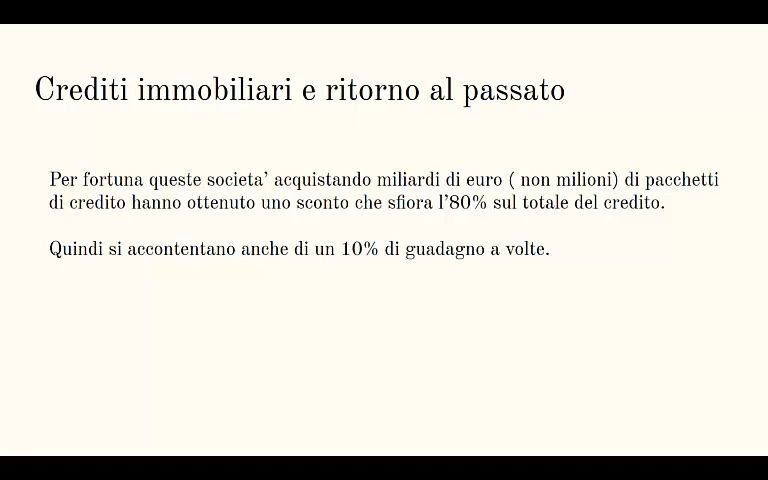 Crediti immobiliari e ritorno al passato
Per fortuna queste societa' acquistando miliardi di euro ( non milioni) di pacchetti
di credito hanno ottenuto uno sconto che sfiora l'80% sul totale del credito.
Quindi si accontentano anche di un 10% di guadagno a volte.